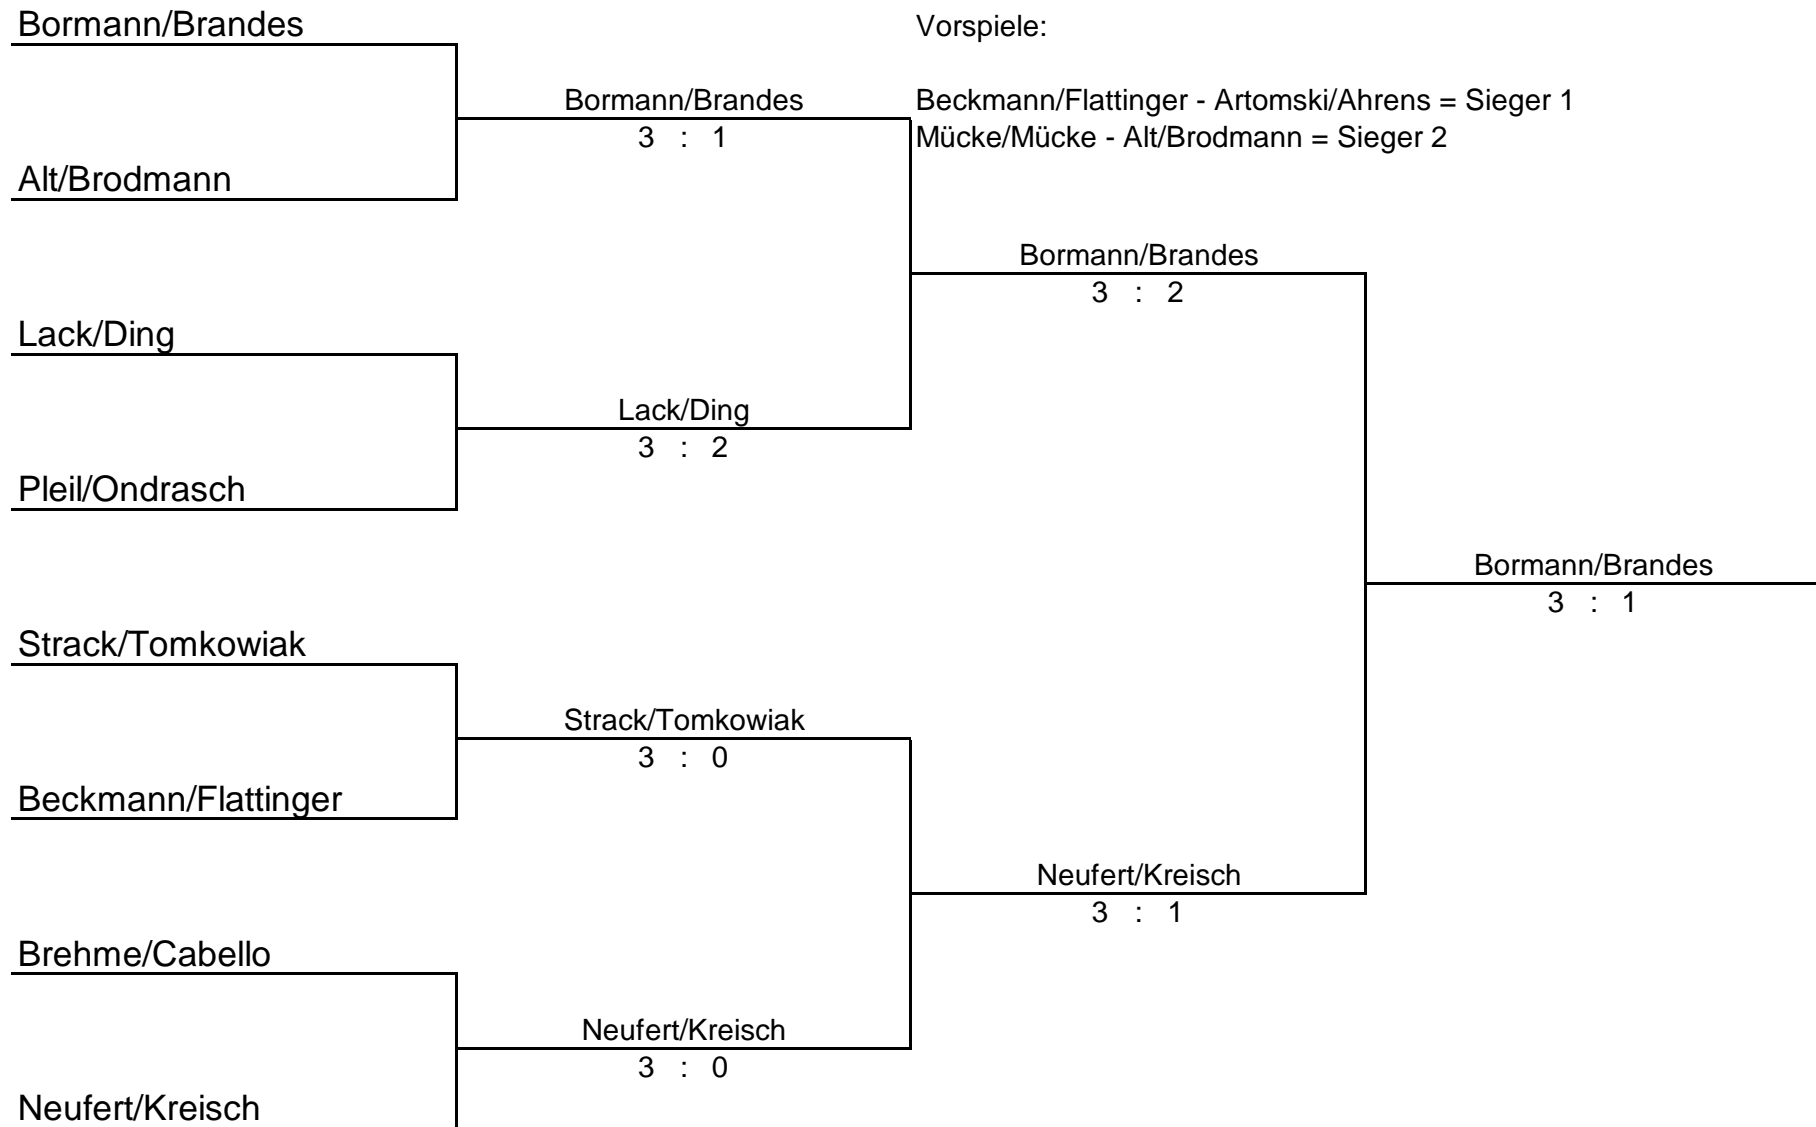 Bormann/Brandes
Vorspiele:
Bormann/Brandes
Beckmann/Flattinger - Artomski/Ahrens = Sieger 1
3 : 1
Mücke/Mücke - Alt/Brodmann = Sieger 2
Alt/Brodmann
Bormann/Brandes
3 : 2
Lack/Ding
Lack/Ding
3 : 2
Pleil/Ondrasch
Bormann/Brandes
3 : 1
Strack/Tomkowiak
Strack/Tomkowiak
3 : 0
Beckmann/Flattinger
Neufert/Kreisch
3 : 1
Brehme/Cabello
Neufert/Kreisch
3 : 0
Neufert/Kreisch